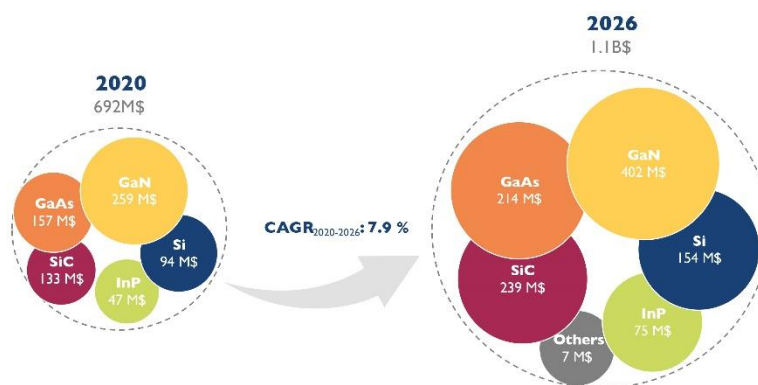 2020
692M$
GaN
259 M$
GaAs
157 M$
Si
94 M$
SiC
133 M$
InP
47 M$
CAGR2020-2026: 7.9 %
2026
1.1B$
GaN
402 M$
GaAs
214 M$
Si
154 M$
SiC
239 M$
InP
75 M$
Others
7 M$